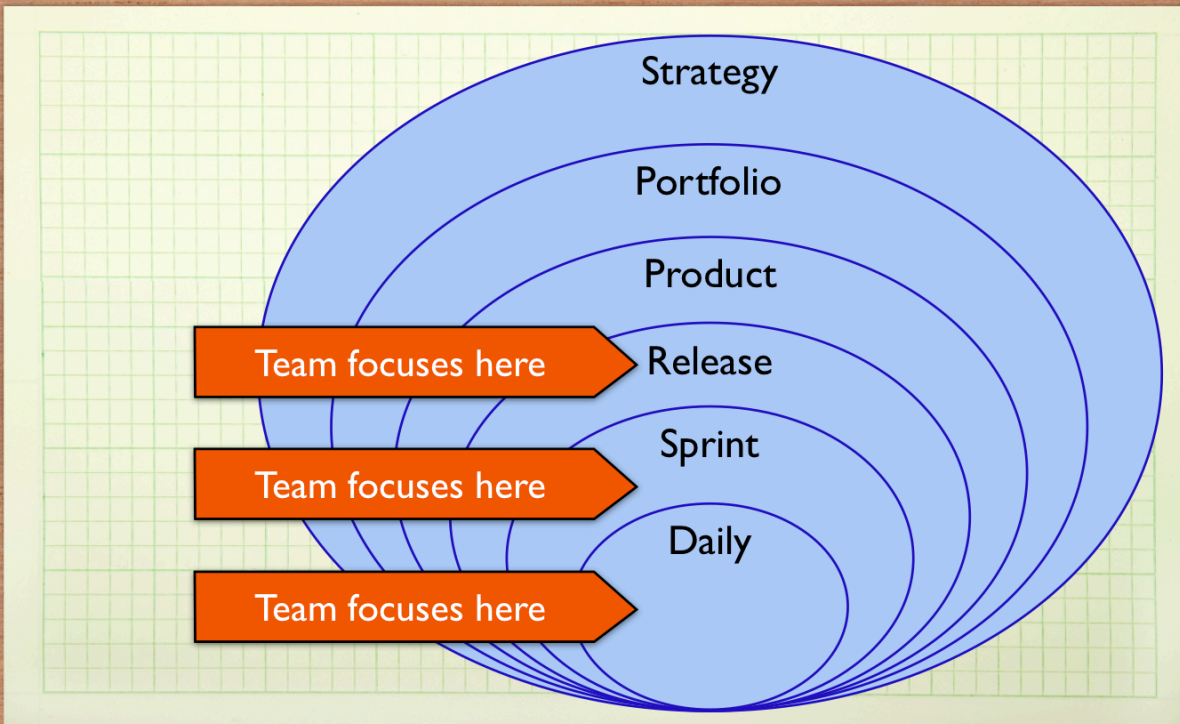 Strategy
Portfolio
Product
Team focuses here
Release
Sprint
Team focuses here
Daily
Team focuses here